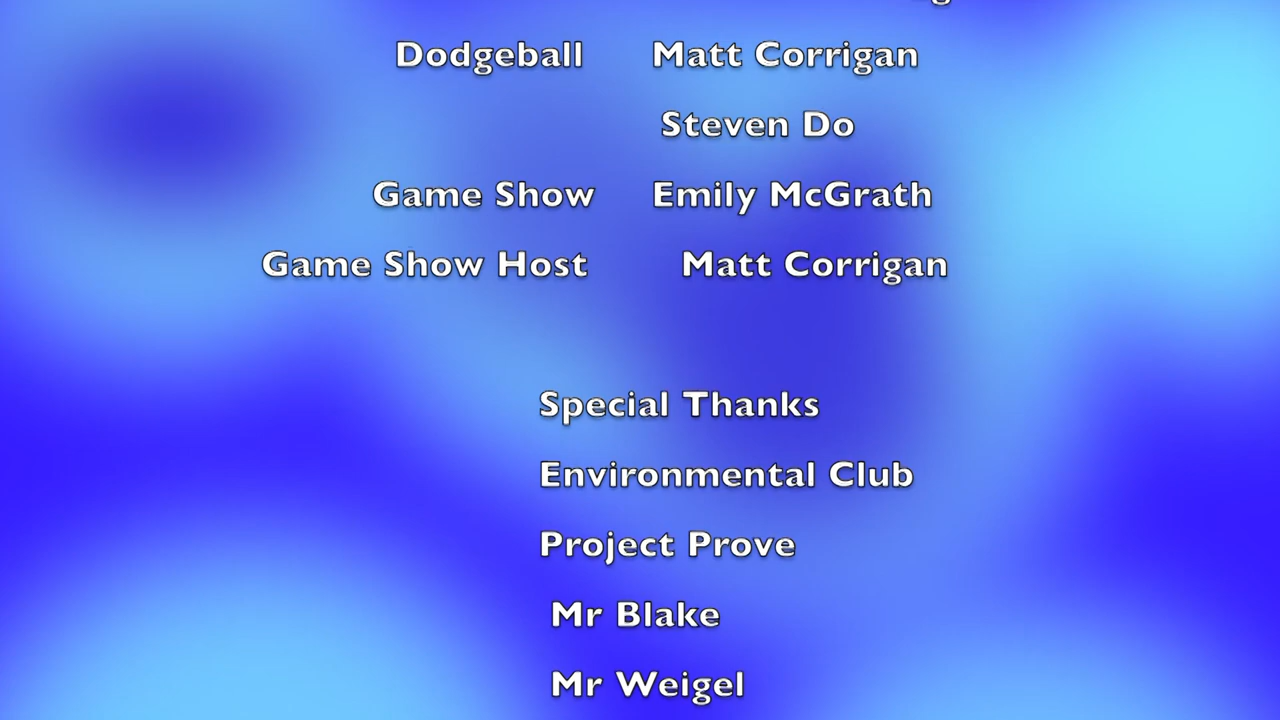 Dodgeball Matt Corrigan
Steven Do
Game Show Emily McGrath
Game Show Host Matt Corrigan
Special Thanks
Environmental Club
Project Prove
Mr Blake
Mr Weigel